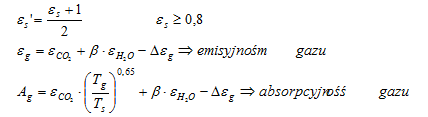 εs' = (εs + 1) / 2    εs ≥ 0,8
εg = εCO2 + β · εH2O − Δεg ⇒ emisyjnośm gazu
Ag = εCO2 · (Tg / Ts)^0,65 + β · εH2O − Δεg ⇒ absorpcyjność gazu